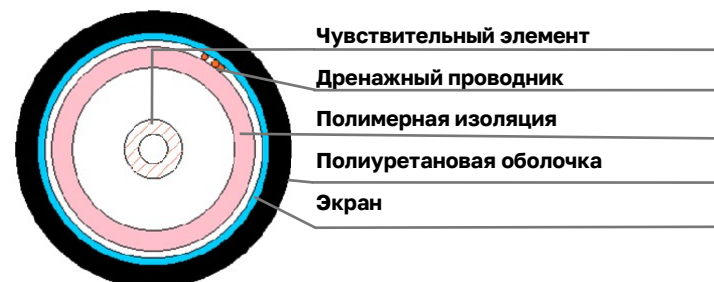 Чувствительный элемент
Дренажный проводник
Полимерная изоляция
Полиуретановая оболочка
Экран